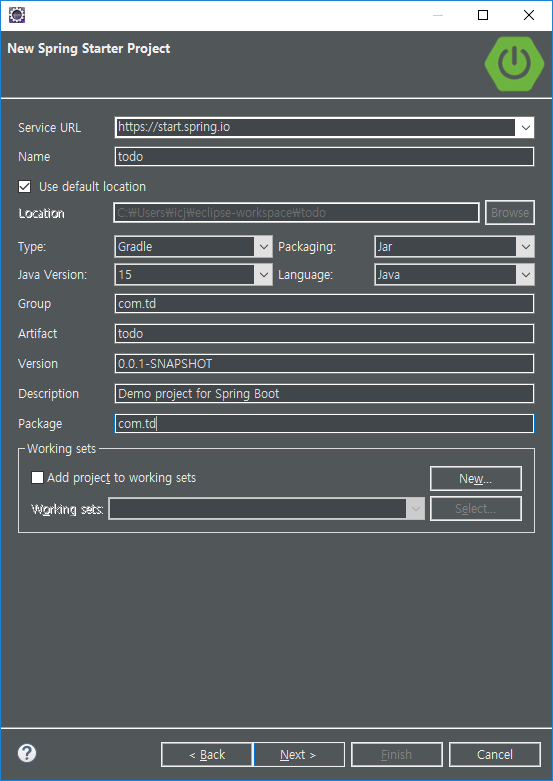 New Spring Starter Project
Service URL https://start.spring.io
Name todo
Use default location
Location C:₩Users₩icj₩eclipse-workspace₩todo Browse
Type: Gradle Packaging: Jar
Java Version: 15 Language: Java
Group com.td
Artifact todo
Version 0.0.1-SNAPSHOT
Description Demo project for Spring Boot
Package com.td
Working sets
Add project to working sets New...
Working sets: Select...
? < Back Next > Finish Cancel